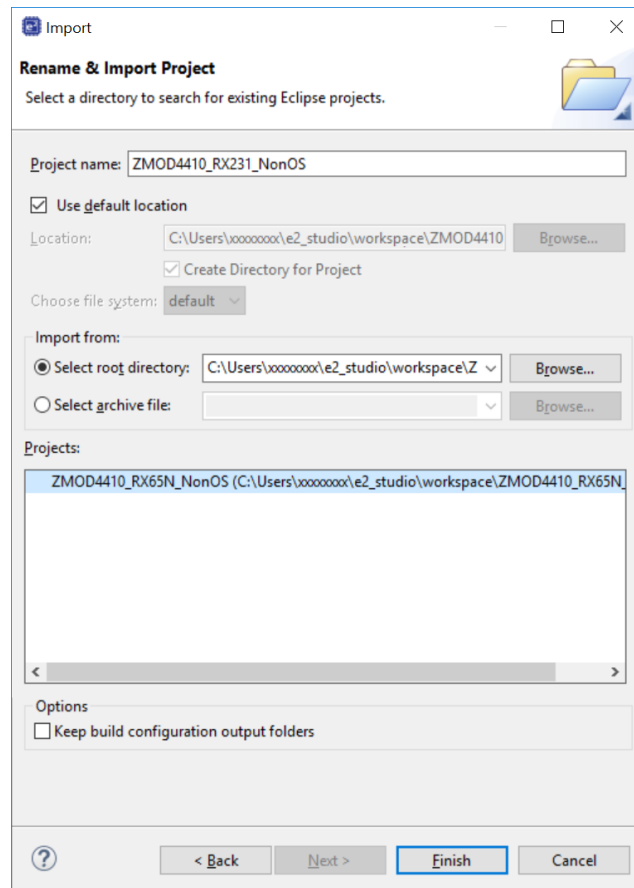 Import
Rename & Import Project
Select a directory to search for existing Eclipse projects.
Project name: ZMOD4410_RX231_NonOS
Use default location
Location: C:\Users\xxxxxxxx\e2_studio\workspace\ZMOD4410 Browse...
Create Directory for Project
Choose file system: default
Import from:
Select root directory: C:\Users\xxxxxxxx\e2_studio\workspace\Z Browse...
Select archive file: Browse...
Projects:
ZMOD4410_RX65N_NonOS (C:\Users\xxxxxxxx\e2_studio\workspace\ZMOD4410_RX65N_
Options
Keep build configuration output folders
< Back Next > Finish Cancel